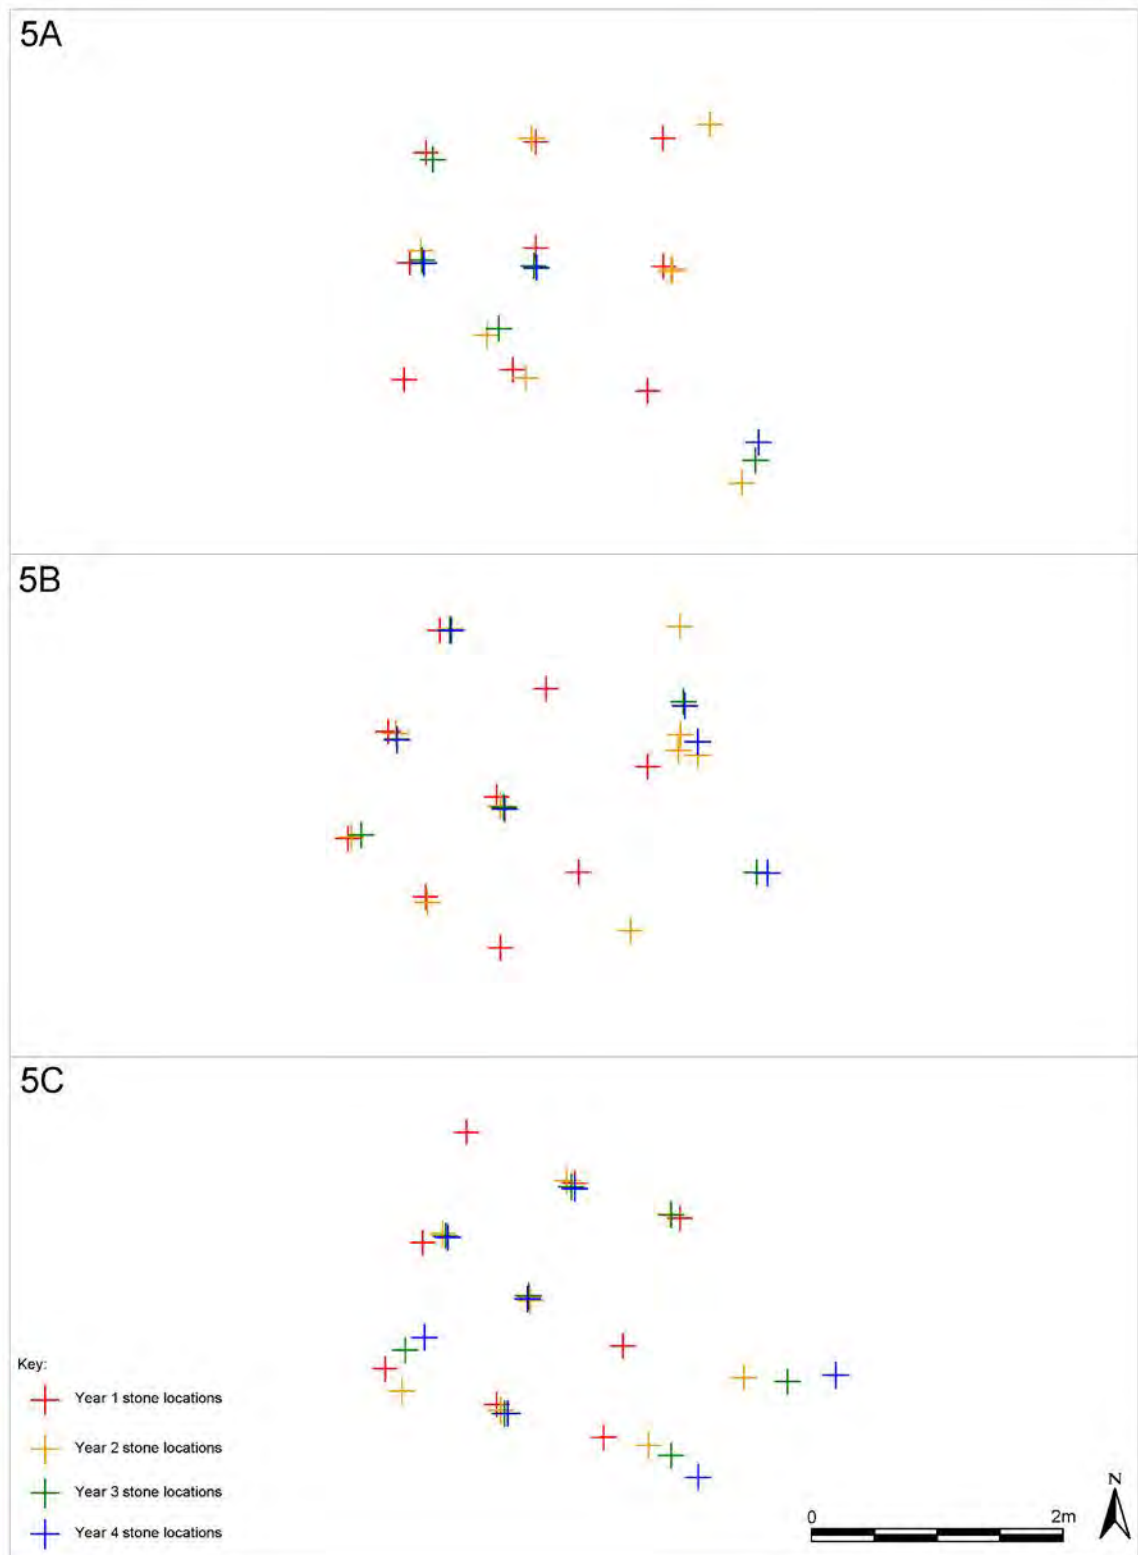 5A
5B
5C
Key:
Year 1 stone locations
Year 2 stone locations
Year 3 stone locations
Year 4 stone locations
0 2m
N